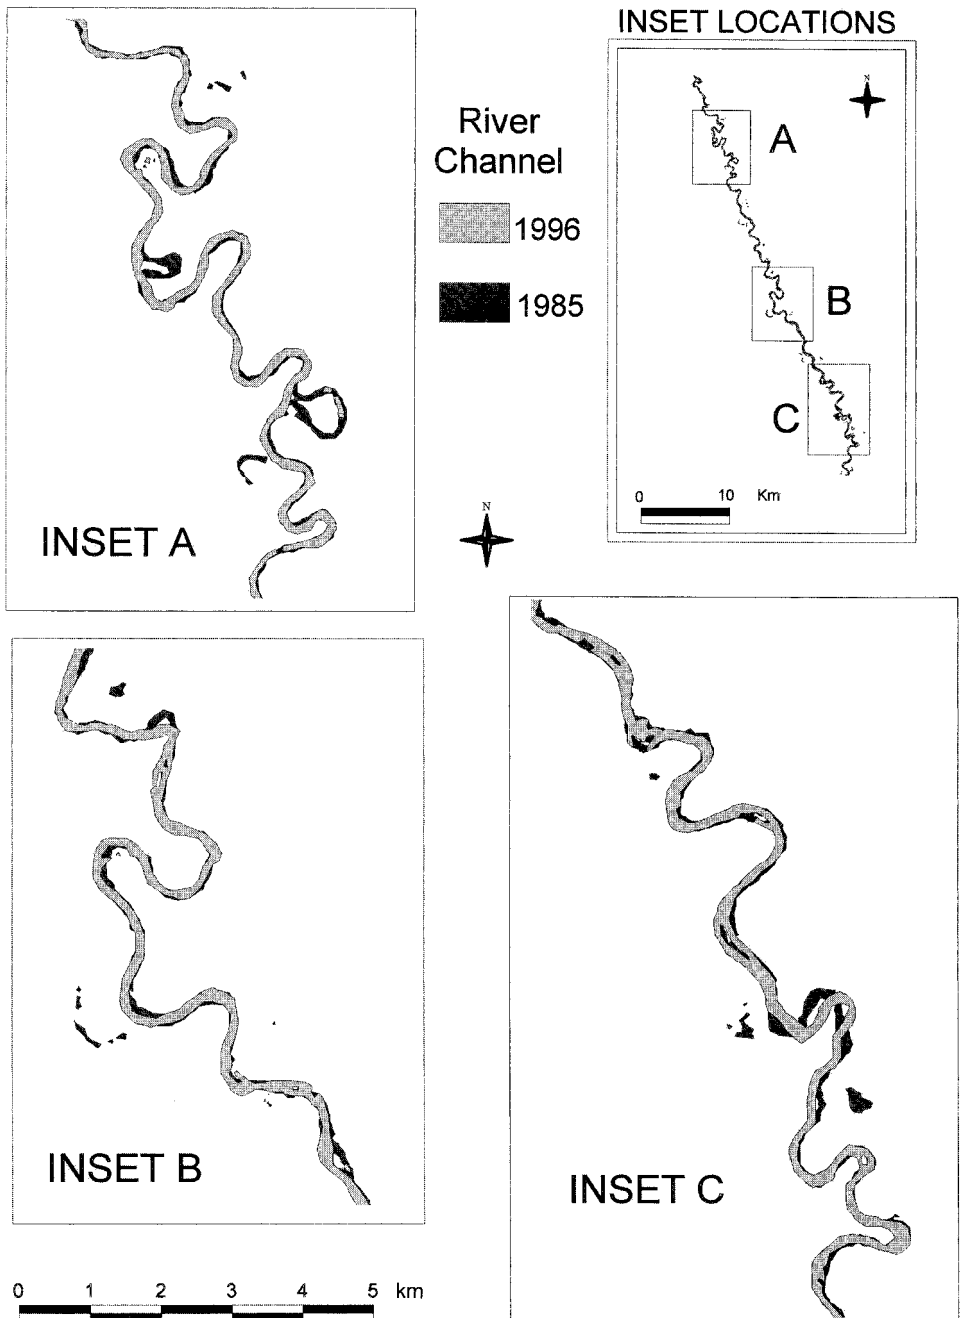 INSET LOCATIONS
N
A
B
C
0 10 Km
River
Channel
1996
1985
INSET A
N
INSET B
INSET C
0 1 2 3 4 5 km